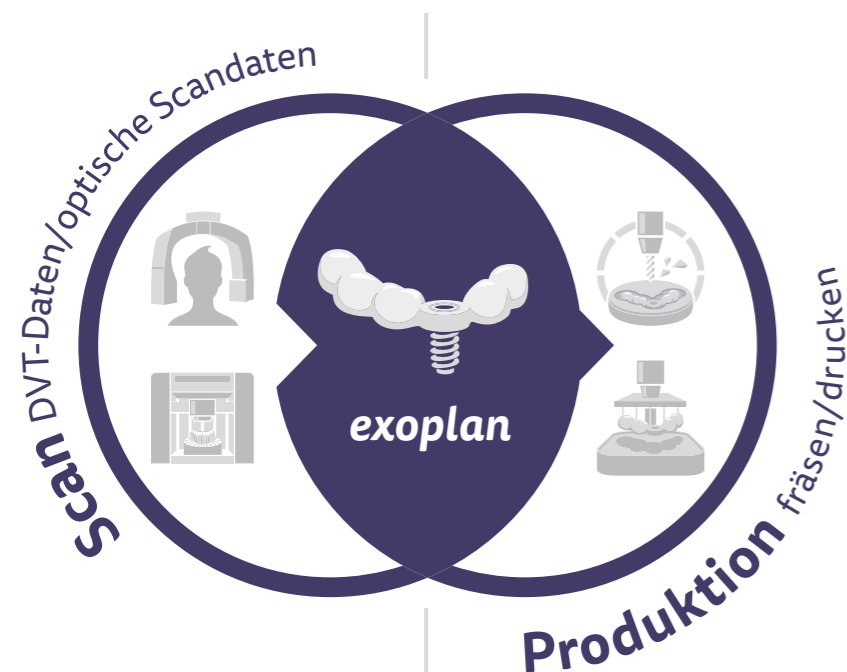 Scan DVT-Daten/optische Scandaten
exoplan
Produktion fräsen/drucken